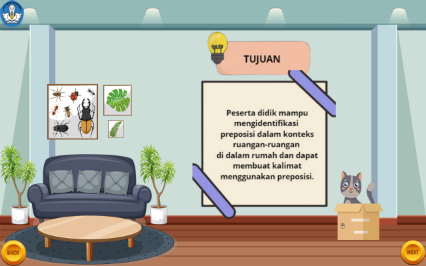 TUJUAN
Peserta didik mampu
mengidentifikasi
preposisi dalam konteks
ruangan-ruangan
di dalam rumah dan dapat
membuat kalimat
menggunakan preposisi.
BACK
NEXT